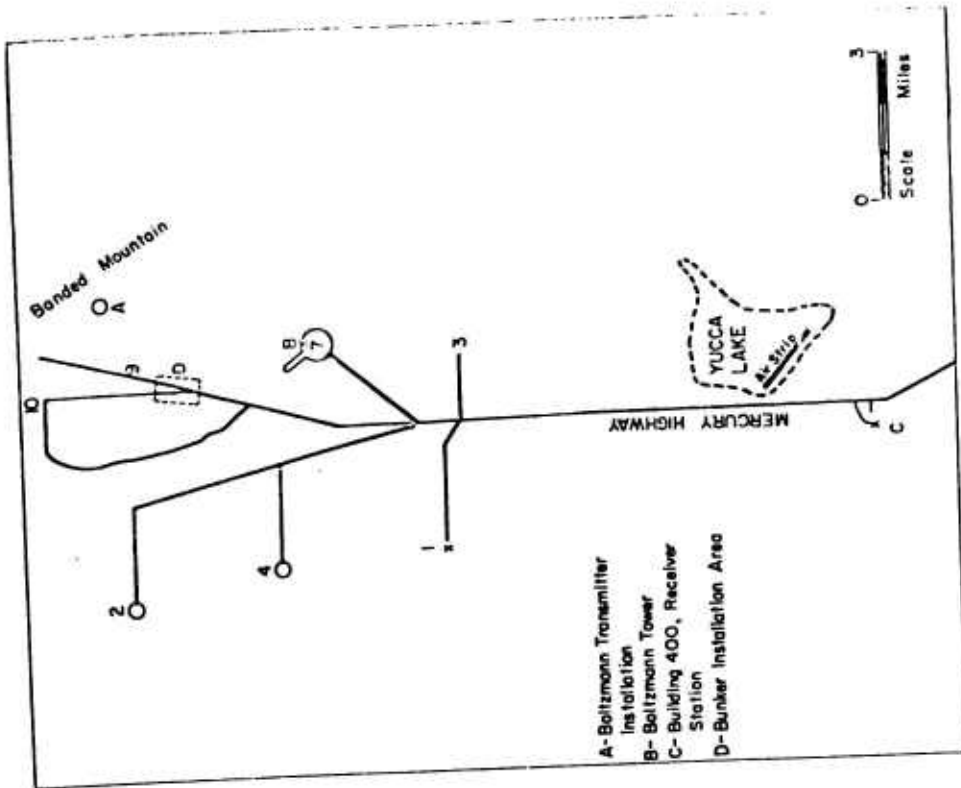 Banded Mountain
A
10
9
D
B
7
2
4
3
1
YUCCA
LAKE
Air Strip
MERCURY HIGHWAY
C
0 3
Scale Miles
A-Boltzmann Transmitter
Installation
B-Boltzmann Tower
C-Building 400, Receiver
Station
D-Bunker Installation Area